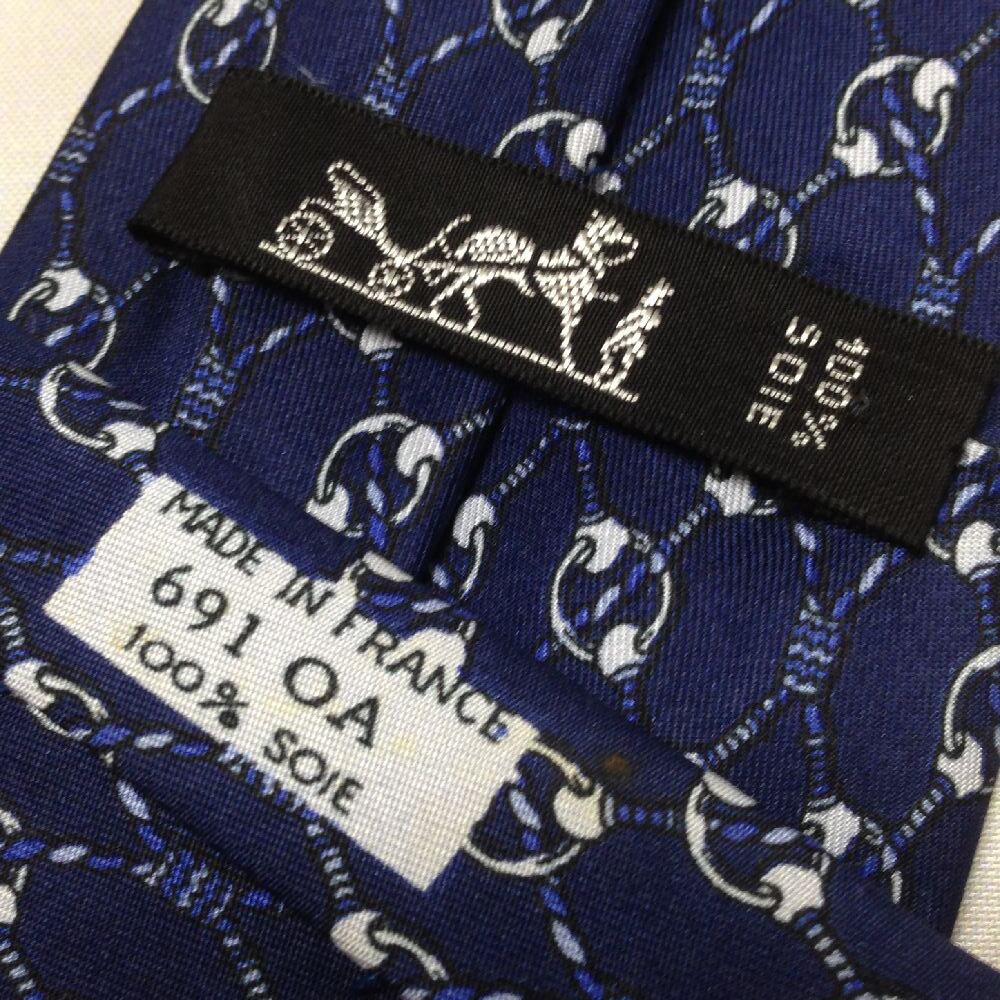 100%
SOIE
MADE IN FRANCE
691 OA
100% SOIE